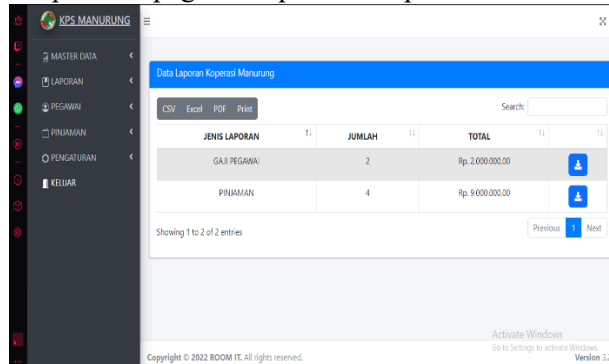 KPS MANURUNG
MASTER DATA
LAPORAN
PEGAWAI
PINJAMAN
PENGATURAN
KELUAR
Data Laporan Koperasi Manurung
CSV Excel PDF Print
Search:
JENIS LAPORAN JUMLAH TOTAL
GAJI PEGAWAI 2 Rp. 2.000.000.00
PINJAMAN 4 Rp. 9.000.000.00
Showing 1 to 2 of 2 entries
Previous 1 Next
Activate Windows
Go to Settings to activate Windows.
Copyright © 2022 ROOM IT. All rights reserved.
Version 3.